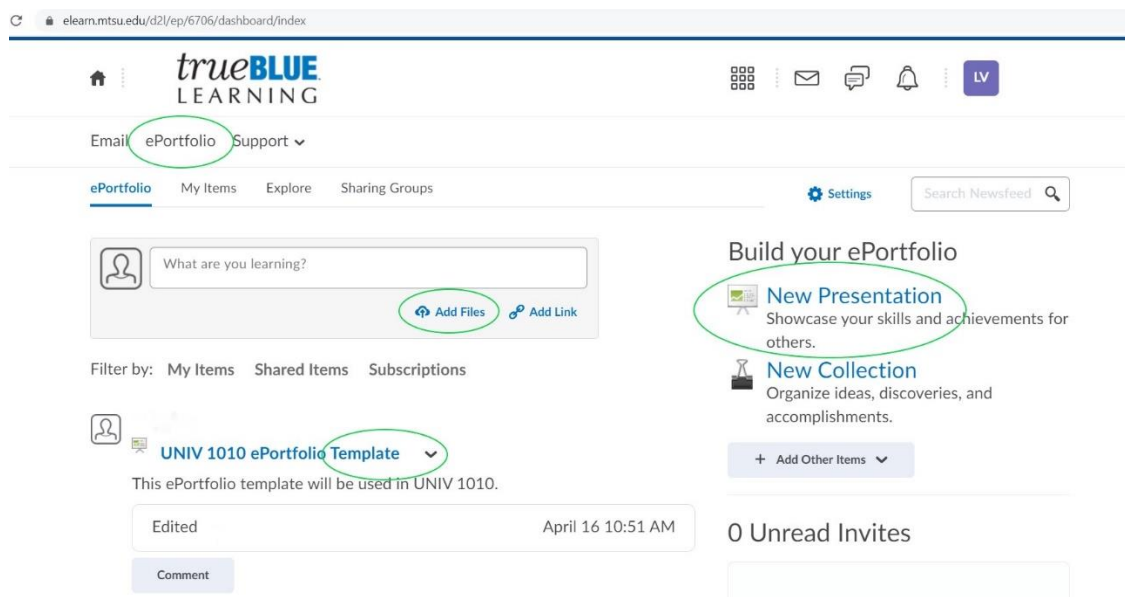 elearn.mtsu.edu/d2l/ep/6706/dashboard/index
trueBLUE
LEARNING
LV
Email ePortfolio Support
ePortfolio My Items Explore Sharing Groups
Settings
Search Newsfeed
What are you learning?
Add Files Add Link
Filter by: My Items Shared Items Subscriptions
UNIV 1010 ePortfolio Template
This ePortfolio template will be used in UNIV 1010.
Edited April 16 10:51 AM
Comment
Build your ePortfolio
New Presentation
Showcase your skills and achievements for
others.
New Collection
Organize ideas, discoveries, and
accomplishments.
+ Add Other Items
0 Unread Invites